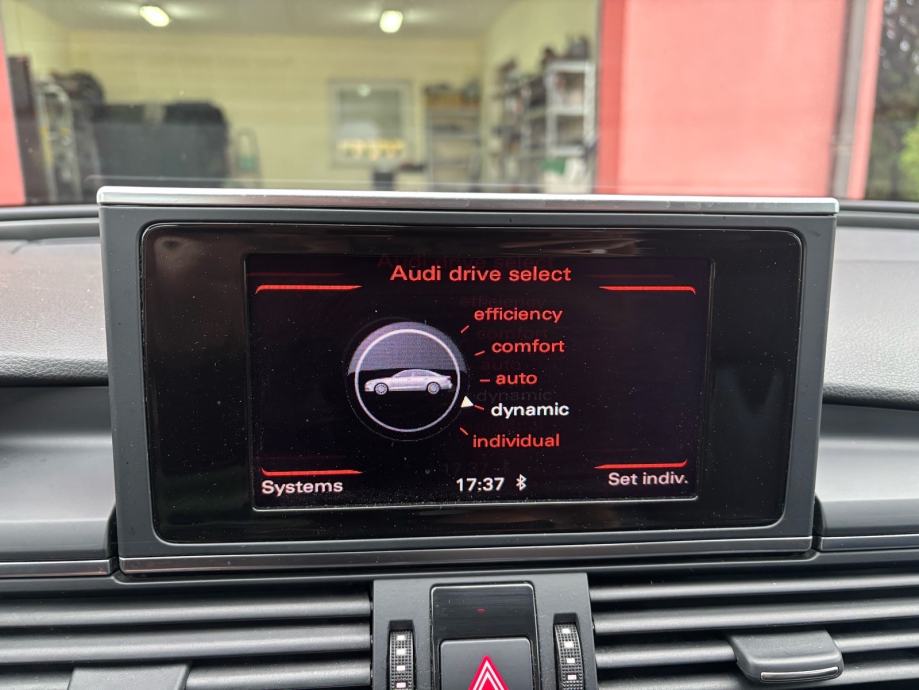 Audi drive select
efficiency
comfort
auto
dynamic
individual
Systems
17:37
Set indiv.